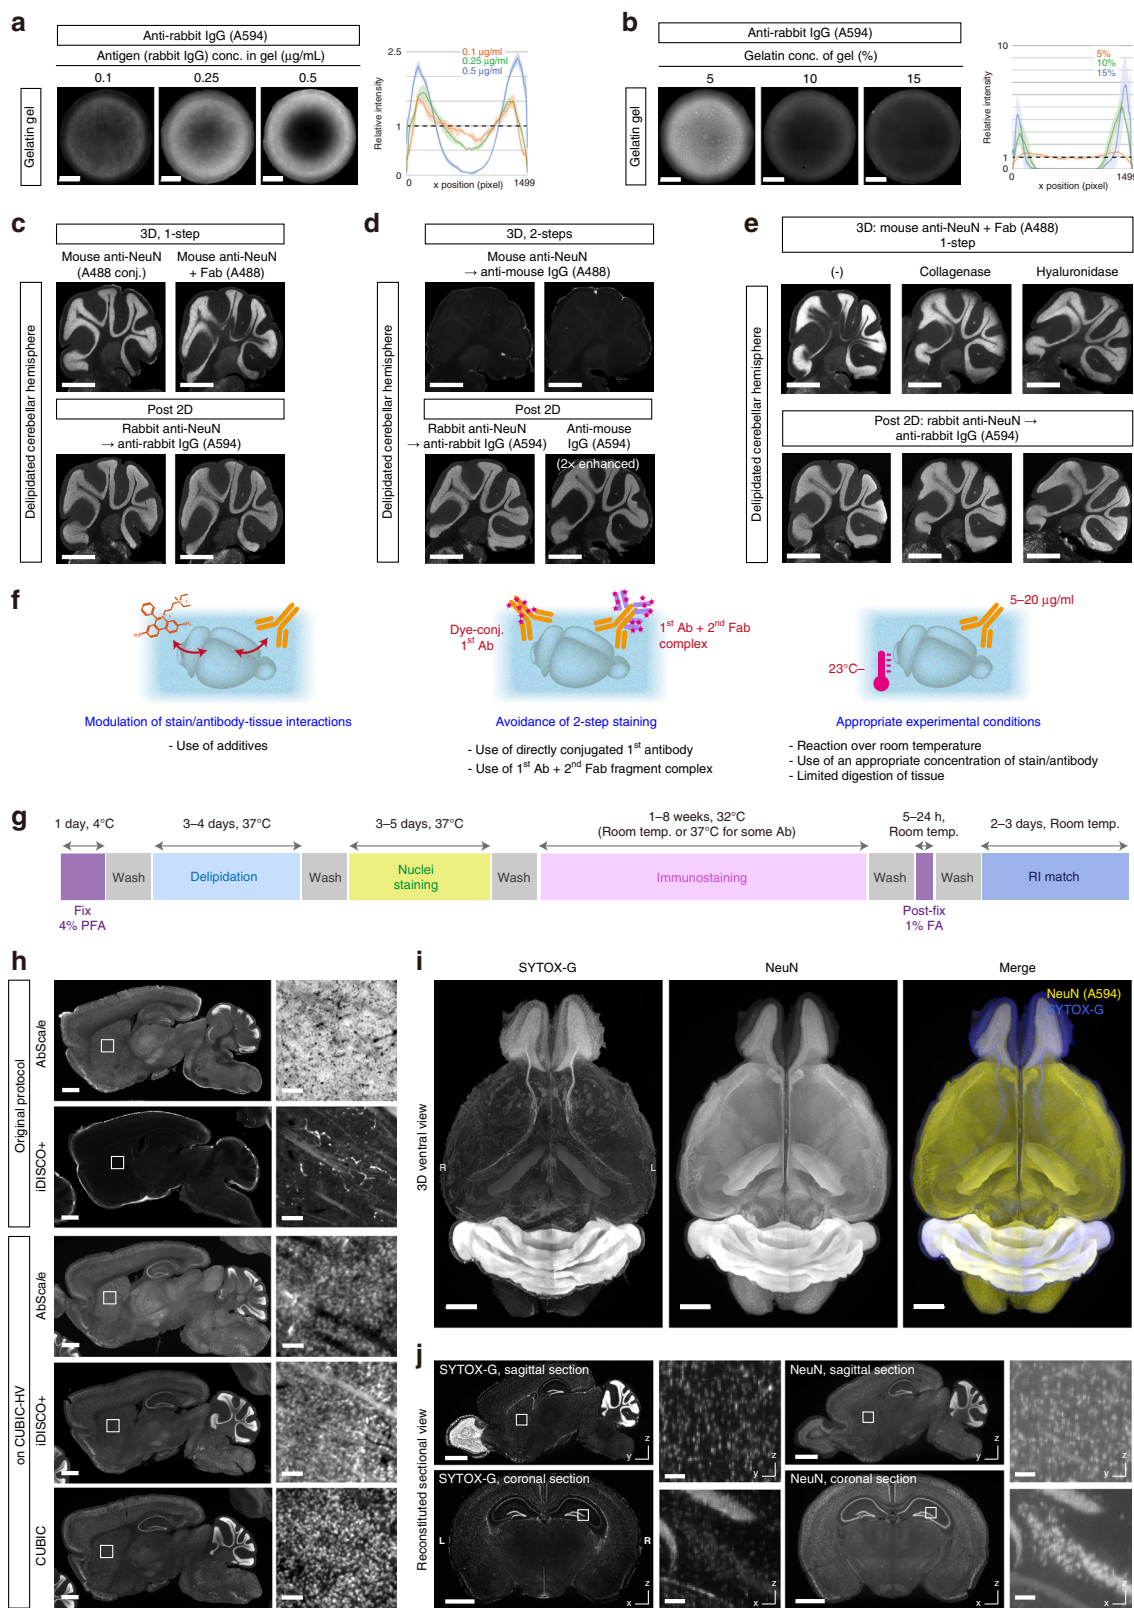 a
Anti-rabbit IgG (A594)
Antigen (rabbit IgG) conc. in gel (μg/mL)
0.1 0.25 0.5
Gelatin gel
2.5
1
0
Relative intensity
0.1 μg/ml
0.25 μg/ml
0.5 μg/ml
0 1499
x position (pixel)
b
Anti-rabbit IgG (A594)
Gelatin conc. of gel (%)
5 10 15
Gelatin gel
10
1
0
Relative intensity
5%
10%
15%
0 1499
x position (pixel)
c
3D, 1-step
Mouse anti-NeuN
(A488 conj.)
Mouse anti-NeuN
+ Fab (A488)
Delipidated cerebellar hemisphere
Post 2D
Rabbit anti-NeuN
→ anti-rabbit IgG (A594)
d
3D, 2-steps
Mouse anti-NeuN
→ anti-mouse IgG (A488)
Delipidated cerebellar hemisphere
Post 2D
Rabbit anti-NeuN
→ anti-rabbit IgG (A594)
Anti-mouse
IgG (A594)
(2× enhanced)
e
3D: mouse anti-NeuN + Fab (A488)
1-step
(-) Collagenase Hyaluronidase
Delipidated cerebellar hemisphere
Post 2D: rabbit anti-NeuN →
anti-rabbit IgG (A594)
f
Modulation of stain/antibody-tissue interactions
- Use of additives
Dye-conj.
1st Ab
1st Ab + 2nd Fab
complex
Avoidance of 2-step staining
- Use of directly conjugated 1st antibody
- Use of 1st Ab + 2nd Fab fragment complex
5–20 μg/ml
23°C–
Appropriate experimental conditions
- Reaction over room temperature
- Use of an appropriate concentration of stain/antibody
- Limited digestion of tissue
g
1 day, 4°C
3–4 days, 37°C
3–5 days, 37°C
1–8 weeks, 32°C
(Room temp. or 37°C for some Ab)
5–24 h,
Room temp.
2–3 days, Room temp.
Wash
Delipidation
Wash
Nuclei
staining
Wash
Immunostaining
Wash
Wash
RI match
Fix
4% PFA
Post-fix
1% FA
h
Original protocol
AbScale
iDISCO+
on CUBIC-HV
AbScale
iDISCO+
CUBIC
i
SYTOX-G NeuN Merge
3D ventral view
R L
NeuN (A594)
SYTOX-G
j
Reconstituted sectional view
SYTOX-G, sagittal section
z
y
z
y
NeuN, sagittal section
z
y
z
y
SYTOX-G, coronal section
L R
z
x
z
x
NeuN, coronal section
z
x
z
x